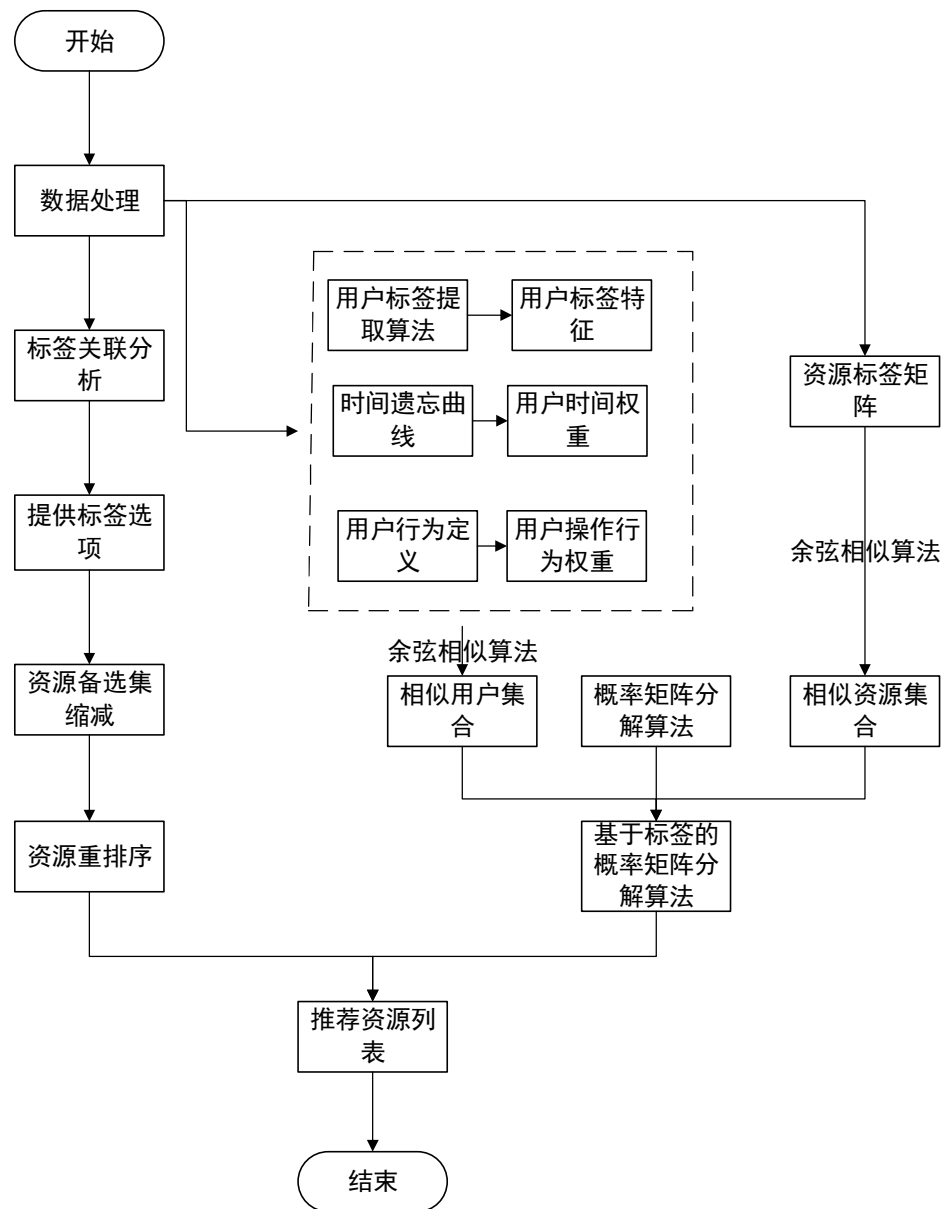 开始
数据处理
用户标签提
取算法
用户标签特
征
标签关联分
析
时间遗忘曲
线
用户时间权
重
资源标签矩
阵
提供标签选
项
用户行为定
义
用户操作行
为权重
余弦相似算法
余弦相似算法
资源备选集
缩减
相似用户集
合
概率矩阵分
解算法
相似资源集
合
资源重排序
基于标签的
概率矩阵分
解算法
推荐资源列
表
结束